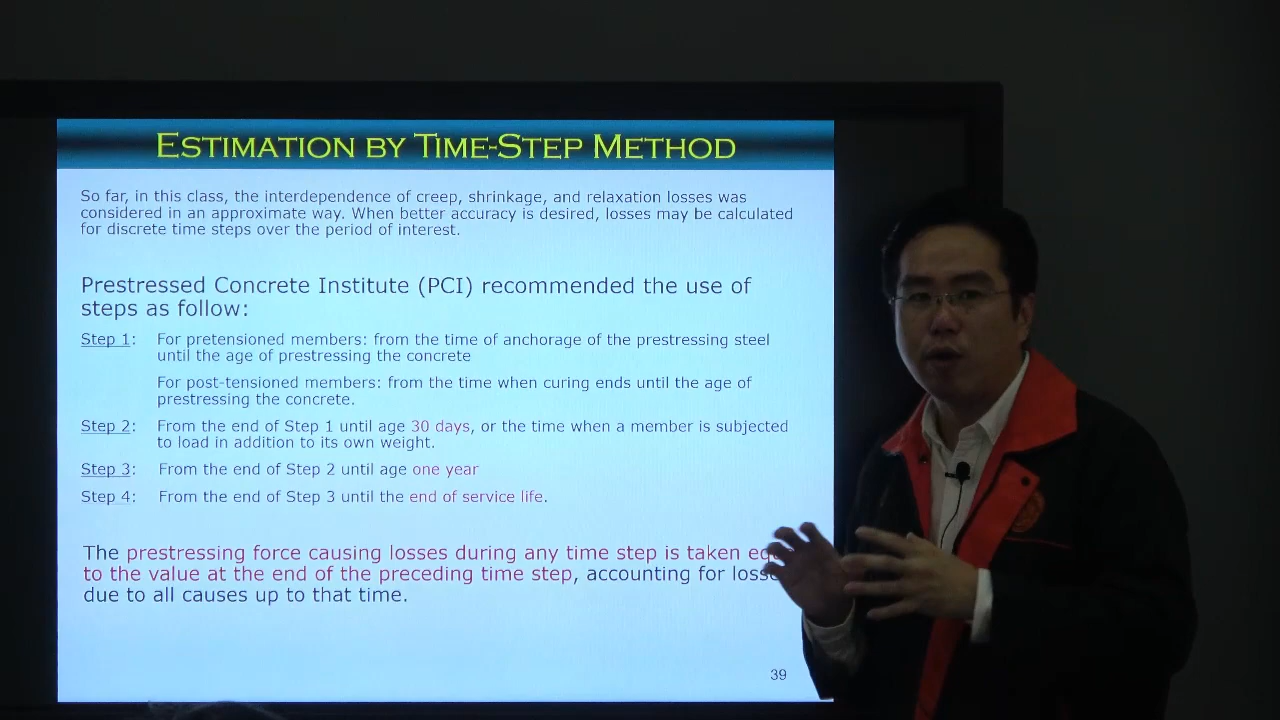 ESTIMATION BY TIME-STEP METHOD
So far, in this class, the interdependence of creep, shrinkage, and relaxation losses was
considered in an approximate way. When better accuracy is desired, losses may be calculated
for discrete time steps over the period of interest.
Prestressed Concrete Institute (PCI) recommended the use of
steps as follow:
Step 1: For pretensioned members: from the time of anchorage of the prestressing steel
until the age of prestressing the concrete
For post-tensioned members: from the time when curing ends until the age of
prestressing the concrete.
Step 2: From the end of Step 1 until age 30 days, or the time when a member is subjected
to load in addition to its own weight.
Step 3: From the end of Step 2 until age one year
Step 4: From the end of Step 3 until the end of service life.
The prestressing force causing losses during any time step is taken
to the value at the end of the preceding time step, accounting for
due to all causes up to that time.
39